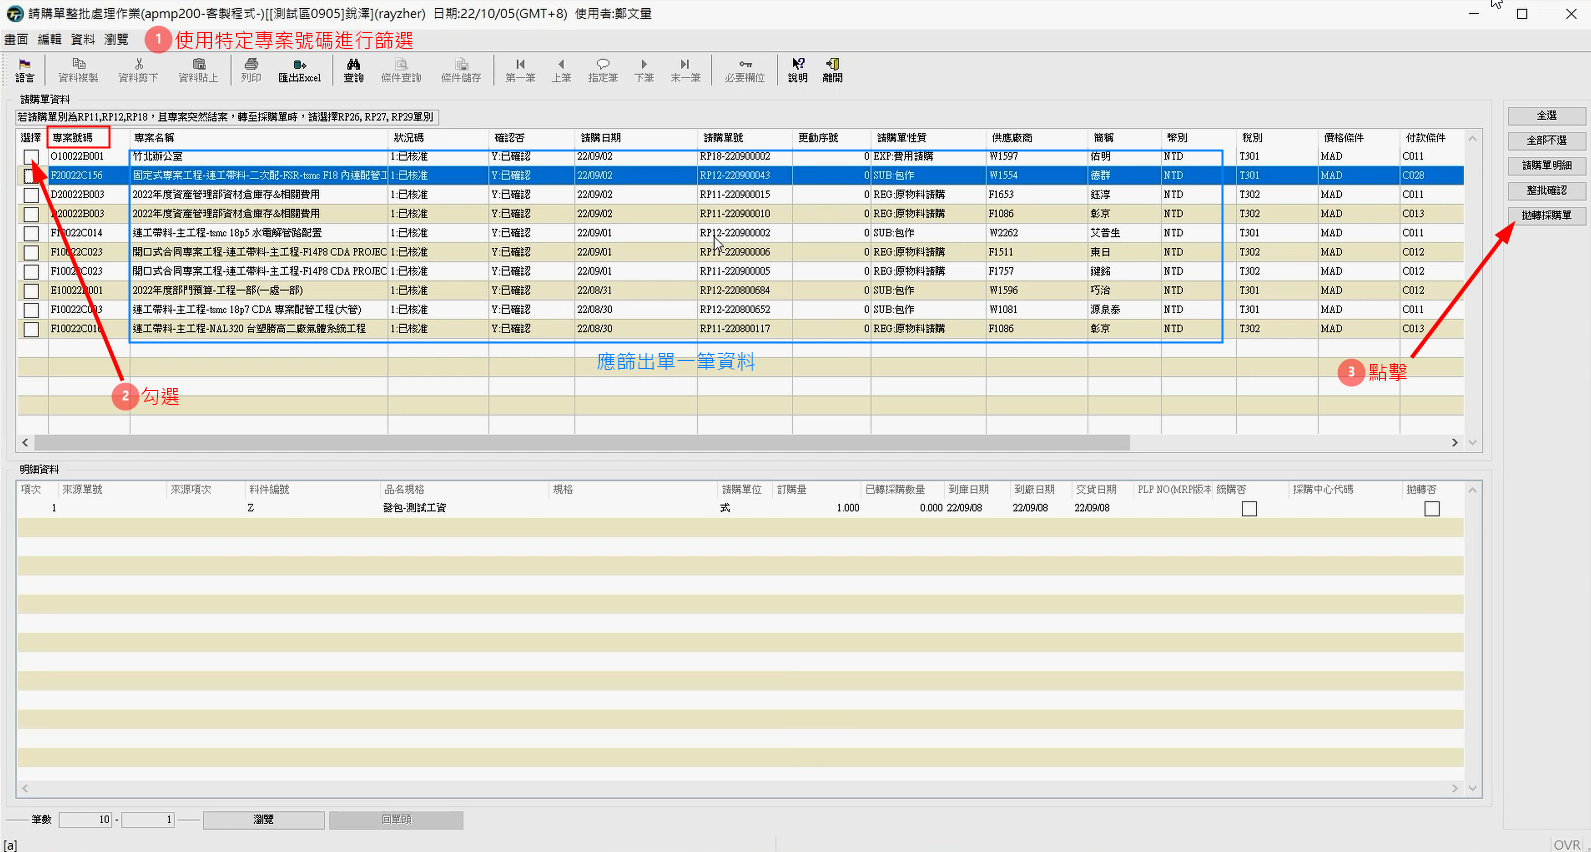 請購單整批處理作業(apmp200-客製程式-)[[測試區0905]銳澤](rayzher) 日期:22/10/05(GMT+8) 使用者:鄭文量
畫面 編輯 資料 瀏覽 1 使用特定專案號碼進行篩選
語言 資料複製 資料剪下 資料貼上 列印 匯出Excel 查詢 條件查詢 條件儲存 第一筆 上筆 指定筆 下筆 末一筆 必要欄位 說明 離開
請購單資料
若請購單別為RP11,RP12,RP18，且專案突然結案，轉至採購單時，請選擇RP26, RP27, RP29單別
選擇 專案號碼 專案名稱 狀況碼 確認否 請購日期 請購單號 更動序號 請購單性質 供應廠商 簡稱 幣別 稅別 價格條件 付款條件
O10022B001 竹北辦公室 1:已核准 Y:已確認 22/09/02 RP18-220900002 0 EXP:費用請購 W1597 佑明 NTD T301 MAD C011
F20022C156 固定式專案工程-連工帶料-二次配-FSR-tsmc F18 內連配管工 1:已核准 Y:已確認 22/09/02 RP12-220900043 0 SUB:包作 W1554 德群 NTD T301 MAD C028
D20022B003 2022年度資產管理部資材倉庫存&相關費用 1:已核准 Y:已確認 22/09/02 RP11-220900015 0 REG:原物料請購 F1653 鈺淳 NTD T302 MAD C011
D20022B003 2022年度資產管理部資材倉庫存&相關費用 1:已核准 Y:已確認 22/09/02 RP11-220900010 0 REG:原物料請購 F1086 彰京 NTD T302 MAD C013
F10022C014 連工帶料-主工程-tsmc 18p5 水電解管路配置 1:已核准 Y:已確認 22/09/01 RP12-220900002 0 SUB:包作 W2262 艾普生 NTD T301 MAD C011
F10022C023 開口式合同專案工程-連工帶料-主工程-F14P8 CDA PROJEC 1:已核准 Y:已確認 22/09/01 RP11-220900006 0 REG:原物料請購 F1511 東日 NTD T302 MAD C012
F10022C023 開口式合同專案工程-連工帶料-主工程-F14P8 CDA PROJEC 1:已核准 Y:已確認 22/09/01 RP11-220900005 0 REG:原物料請購 F1757 鍵銘 NTD T302 MAD C012
E10022B001 2022年度部門預算-工程一部(一處一部) 1:已核准 Y:已確認 22/08/31 RP12-220800684 0 SUB:包作 W1596 巧洽 NTD T302 MAD C012
F10022C003 連工帶料-主工程-tsmc 18p7 CDA 專案配管工程(大管) 1:已核准 Y:已確認 22/08/30 RP12-220800652 0 SUB:包作 W1081 源泉泰 NTD T301 MAD C011
F10022C010 連工帶料-主工程-NAL320 台塑勝高二廠氣體系統工程 1:已核准 Y:已確認 22/08/30 RP11-220800117 0 REG:原物料請購 F1086 彰京 NTD T302 MAD C013
應篩出單一筆資料
2 勾選
3 點擊
全選
全部不選
請購單明細
整批確認
拋轉採購單
明細資料
項次 來源單號 來源項次 料件編號 品名規格 規格 請購單位 訂購量 已轉採購數量 到庫日期 到廠日期 交貨日期 PLP NO(MRP版本 統購否 採購中心代碼 拋轉否
1 Z 發包-測試工資 式 1.000 0.000 22/09/08 22/09/08 22/09/08
筆數 10 - 1 瀏覽 回單頭
[a] OVR